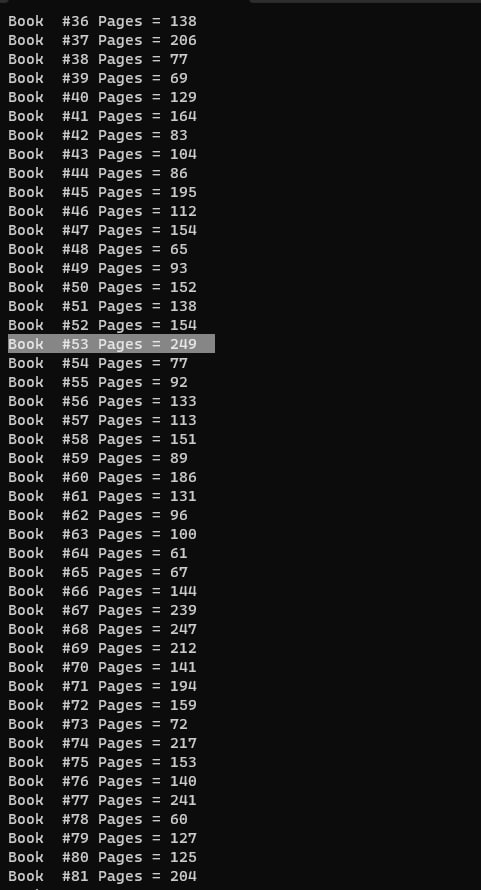 Book  #36 Pages = 138
Book  #37 Pages = 206
Book  #38 Pages = 77
Book  #39 Pages = 69
Book  #40 Pages = 129
Book  #41 Pages = 164
Book  #42 Pages = 83
Book  #43 Pages = 104
Book  #44 Pages = 86
Book  #45 Pages = 195
Book  #46 Pages = 112
Book  #47 Pages = 154
Book  #48 Pages = 65
Book  #49 Pages = 93
Book  #50 Pages = 152
Book  #51 Pages = 138
Book  #52 Pages = 154
Book  #53 Pages = 249
Book  #54 Pages = 77
Book  #55 Pages = 92
Book  #56 Pages = 133
Book  #57 Pages = 113
Book  #58 Pages = 151
Book  #59 Pages = 89
Book  #60 Pages = 186
Book  #61 Pages = 131
Book  #62 Pages = 96
Book  #63 Pages = 100
Book  #64 Pages = 61
Book  #65 Pages = 67
Book  #66 Pages = 144
Book  #67 Pages = 239
Book  #68 Pages = 247
Book  #69 Pages = 212
Book  #70 Pages = 141
Book  #71 Pages = 194
Book  #72 Pages = 159
Book  #73 Pages = 72
Book  #74 Pages = 217
Book  #75 Pages = 153
Book  #76 Pages = 140
Book  #77 Pages = 241
Book  #78 Pages = 60
Book  #79 Pages = 127
Book  #80 Pages = 125
Book  #81 Pages = 204